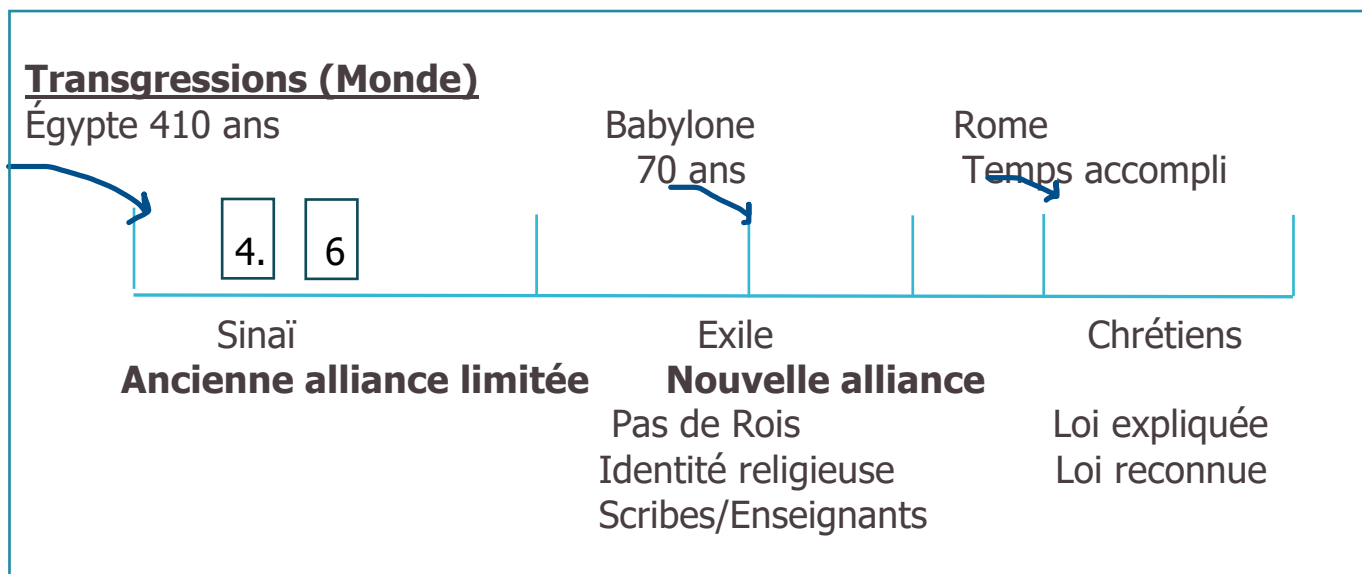 Transgressions (Monde)
Égypte 410 ans Babylone Rome
70 ans Temps accompli
4. 6
Sinaï Exile Chrétiens
Ancienne alliance limitée Nouvelle alliance
Pas de Rois Loi expliquée
Identité religieuse Loi reconnue
Scribes/Enseignants